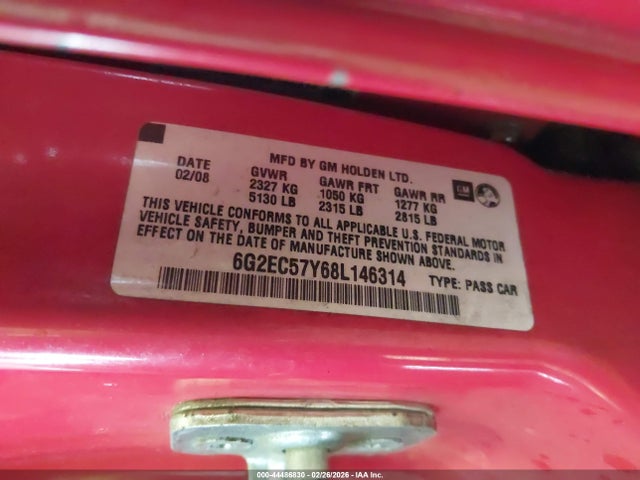 MFD BY GM HOLDEN LTD.
DATE GVWR GAWR FRT GAWR RR GM
02/08 2327 KG 1050 KG 1277 KG
5130 LB 2315 LB 2815 LB
THIS VEHICLE CONFORMS TO ALL APPLICABLE U.S. FEDERAL MOTOR
VEHICLE SAFETY, BUMPER AND THEFT PREVENTION STANDARDS IN
EFFECT ON THE DATE OF MANUFACTURE SHOWN ABOVE.
6G2EC57Y68L146314 TYPE: PASS CAR
000-44486830 02/26/2026 IAA Inc.